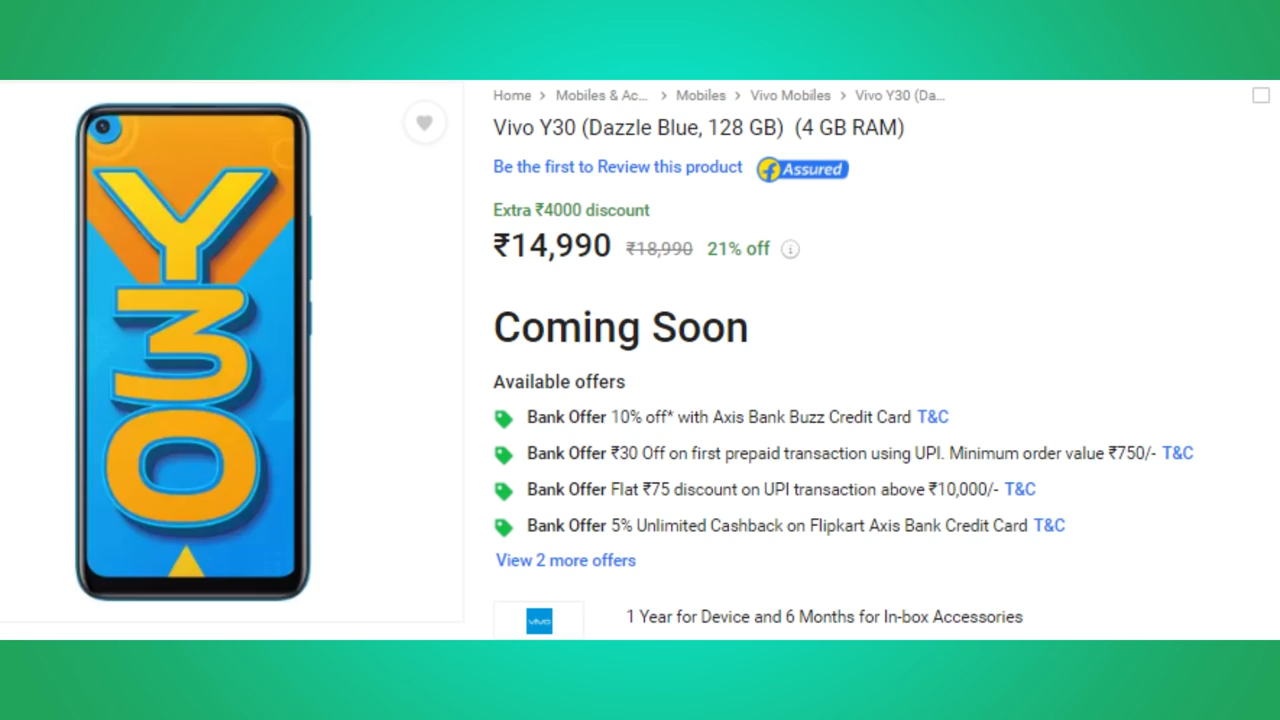 Home > Mobiles & Ac... > Mobiles > Vivo Mobiles > Vivo Y30 (Da...
Vivo Y30 (Dazzle Blue, 128 GB) (4 GB RAM)
Be the first to Review this product Assured
Extra ₹4000 discount
₹14,990 ₹18,990 21% off
Coming Soon
Available offers
Bank Offer 10% off* with Axis Bank Buzz Credit Card T&C
Bank Offer ₹30 Off on first prepaid transaction using UPI. Minimum order value ₹750/- T&C
Bank Offer Flat ₹75 discount on UPI transaction above ₹10,000/- T&C
Bank Offer 5% Unlimited Cashback on Flipkart Axis Bank Credit Card T&C
View 2 more offers
vivo 1 Year for Device and 6 Months for In-box Accessories
Y
3
0